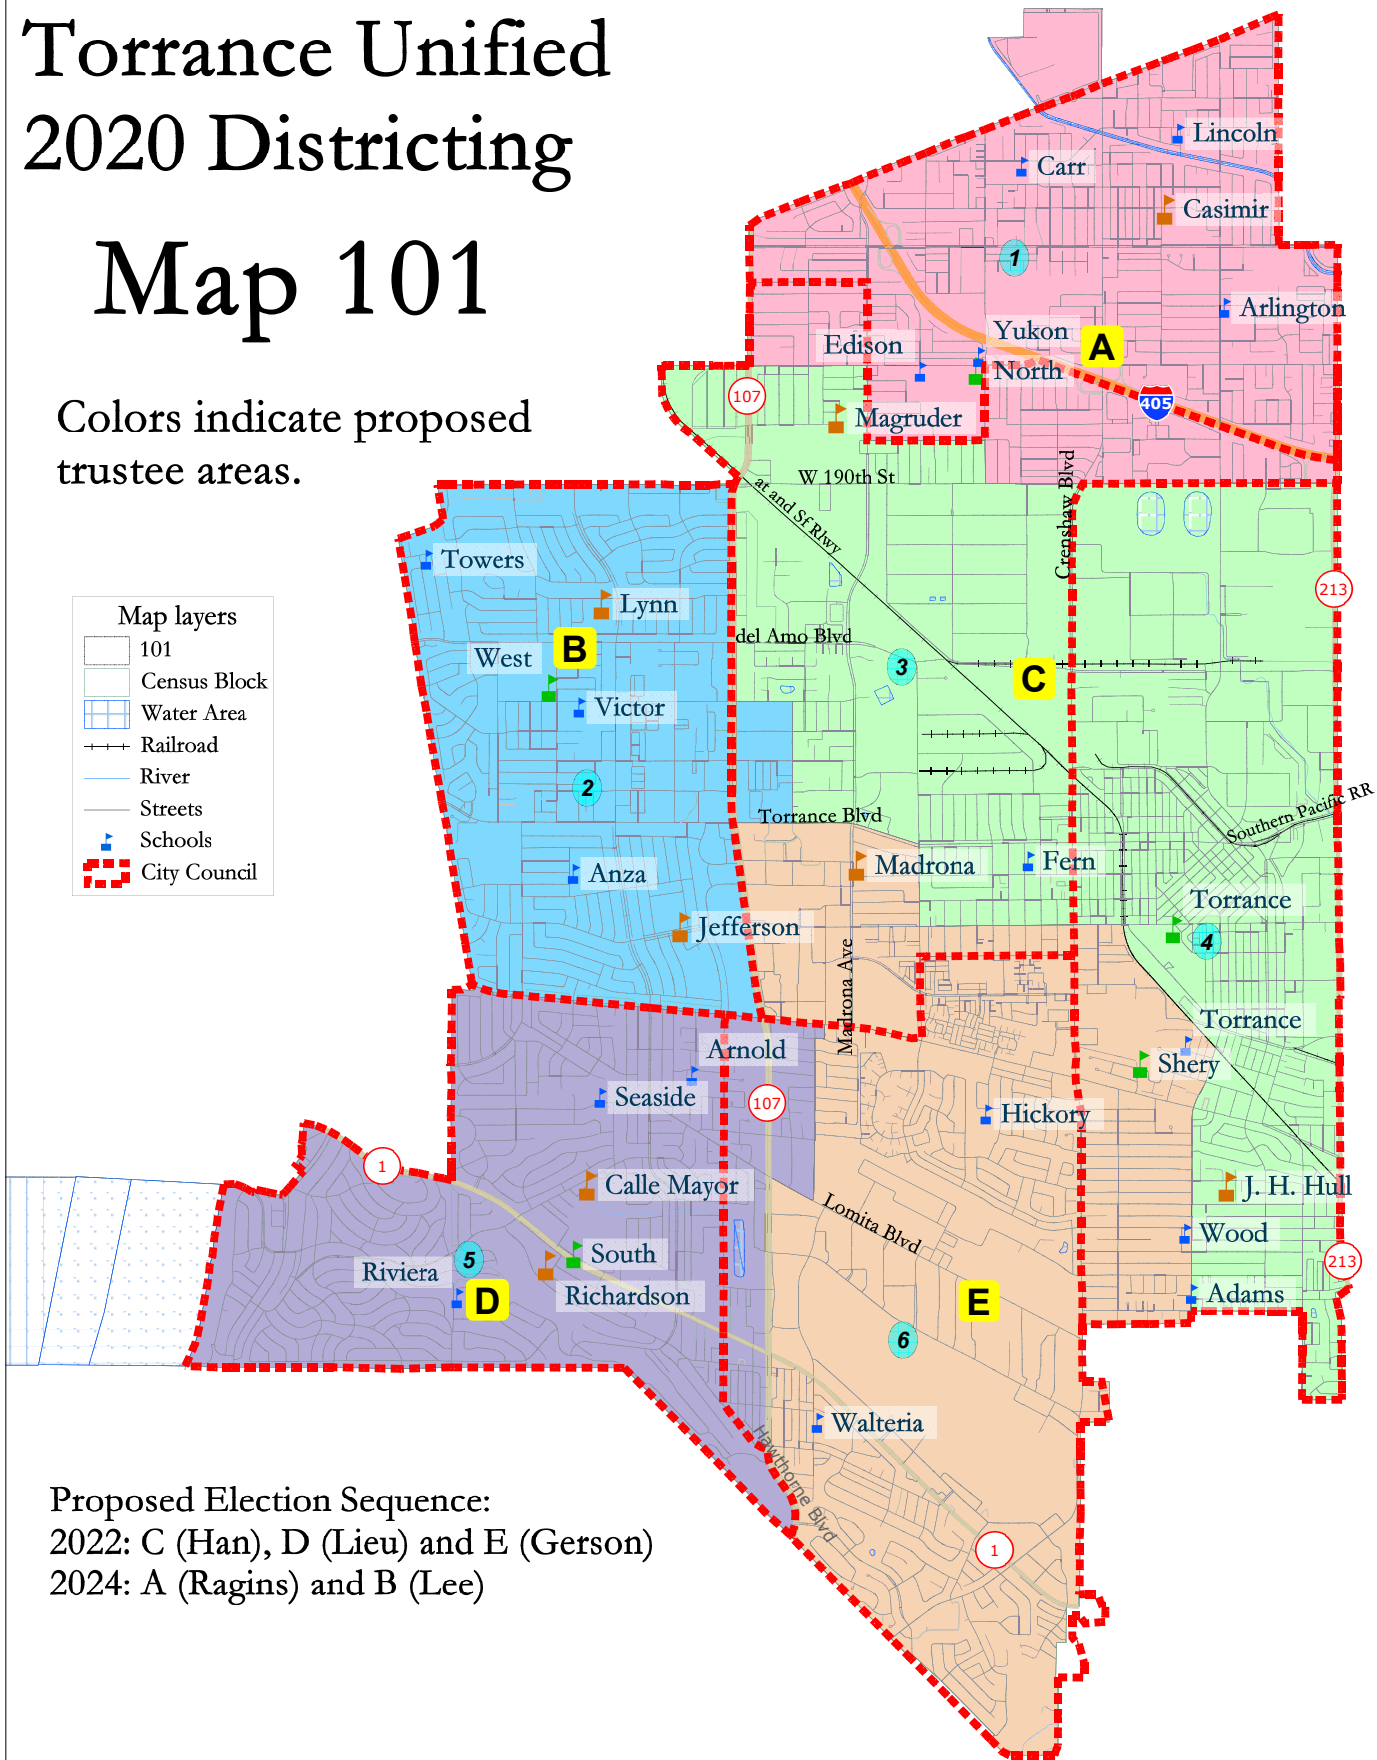 Torrance Unified
2020 Districting
Map 101
Colors indicate proposed
trustee areas.
Lincoln
Carr
Casimir
1
Arlington
Yukon
Edison
A
North
107
405
Magruder
W 190th St
at and Sf Rlwy
Crenshaw Blvd
Towers
213
Lynn
Map layers
101
Census Block
Water Area
Railroad
River
Streets
Schools
City Council
del Amo Blvd
B
West
3
C
Victor
2
Torrance Blvd
Southern Pacific RR
Anza
Madrona
Fern
Torrance
Jefferson
4
Madrona Ave
Torrance
Arnold
Shery
Seaside
107
Hickory
1
Calle Mayor
J. H. Hull
Lomita Blvd
Wood
South
5
Riviera
213
D
Richardson
E
Adams
6
Walteria
Hawthorne Blvd
1
Proposed Election Sequence:
2022: C (Han), D (Lieu) and E (Gerson)
2024: A (Ragins) and B (Lee)